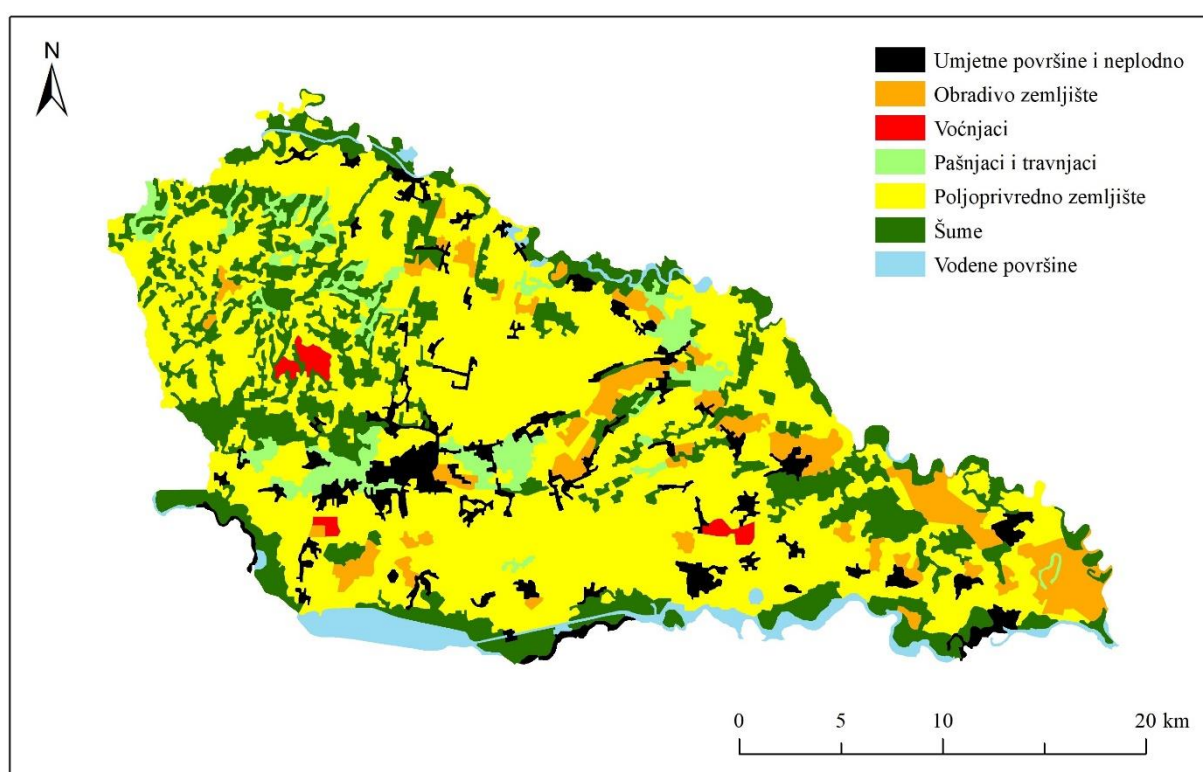 N
Umjetne površine i neplodno
Obradivo zemljište
Voćnjaci
Pašnjaci i travnjaci
Poljoprivredno zemljište
Šume
Vodene površine
0 5 10 20 km